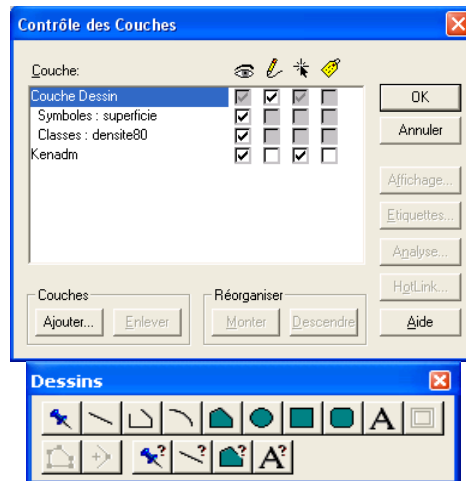 Contrôle des Couches
Couche:
Couche Dessin
Symboles : superficie
Classes : densite80
Kenadm
OK
Annuler
Affichage...
Etiquettes...
Analyse...
HotLink...
Aide
Couches
Ajouter...
Enlever
Réorganiser
Monter
Descendre
Dessins
A
? ? ? A?